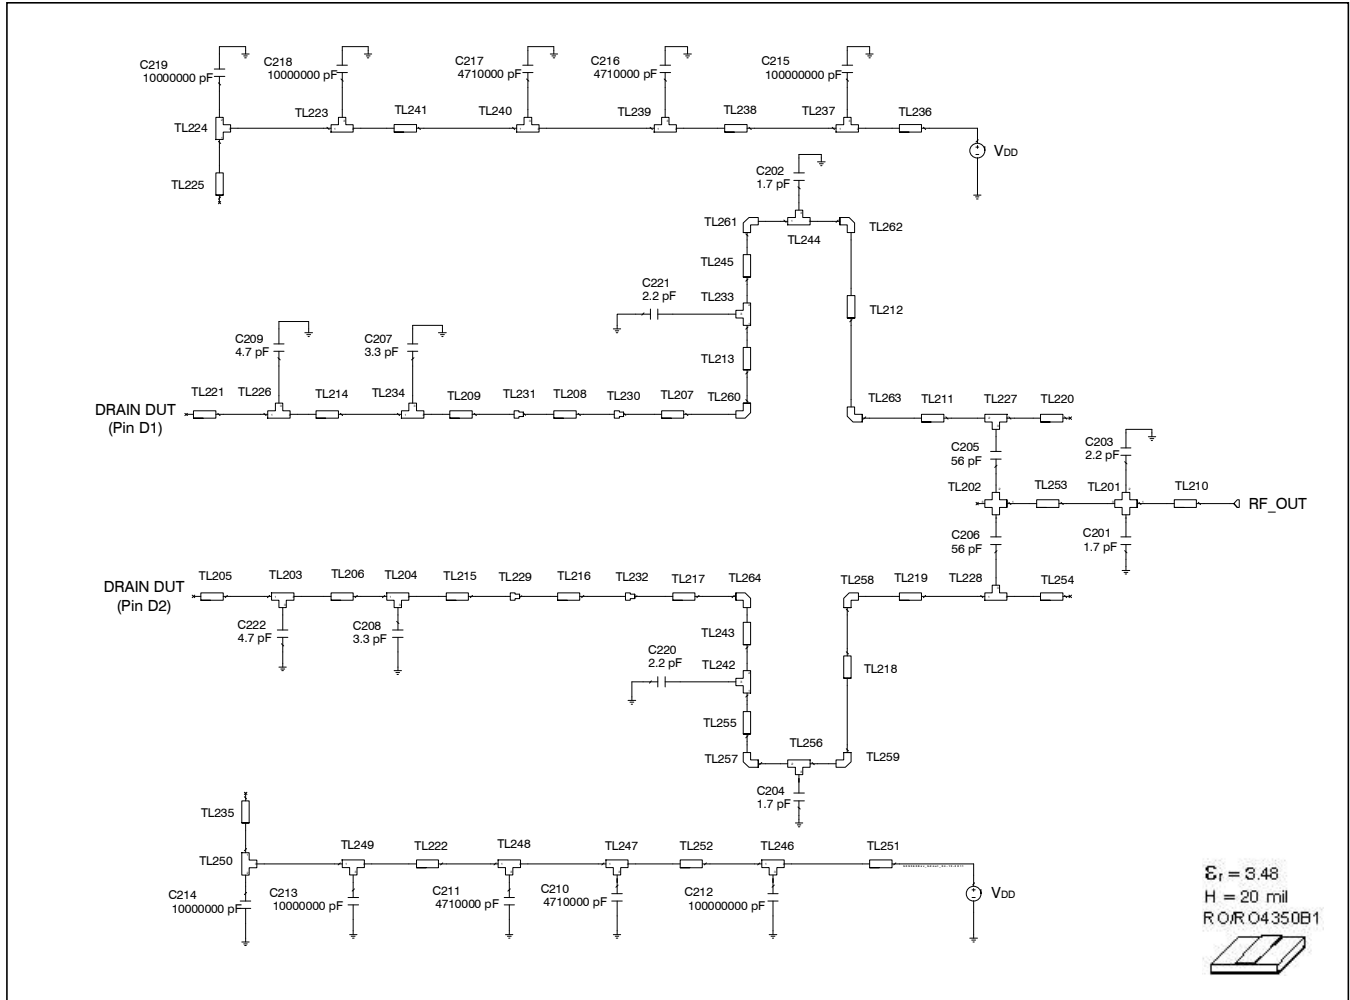 C219
10000000 pF
C218
10000000 pF
C217
4710000 pF
C216
4710000 pF
C215
100000000 pF
TL224
TL223
TL241
TL240
TL239
TL238
TL237
TL236
VDD
TL225
C202
1.7 pF
TL261
TL244
TL262
TL245
C221
2.2 pF
TL233
TL212
C209
4.7 pF
C207
3.3 pF
TL213
DRAIN DUT
(Pin D1)
TL221
TL226
TL214
TL234
TL209
TL231
TL208
TL230
TL207
TL260
TL263
TL211
TL227
TL220
C205
56 pF
C203
2.2 pF
TL202
TL253
TL201
TL210
RF_OUT
C206
56 pF
C201
1.7 pF
DRAIN DUT
(Pin D2)
TL205
TL203
TL206
TL204
TL215
TL229
TL216
TL232
TL217
TL264
TL258
TL219
TL228
TL254
C222
4.7 pF
C208
3.3 pF
TL243
C220
2.2 pF
TL242
TL218
TL255
TL257
TL256
TL259
C204
1.7 pF
TL235
TL250
TL249
TL222
TL248
TL247
TL252
TL246
TL251
VDD
C214
10000000 pF
C213
10000000 pF
C211
4710000 pF
C210
4710000 pF
C212
100000000 pF
εr = 3.48
H = 20 mil
RO/RO4350B1